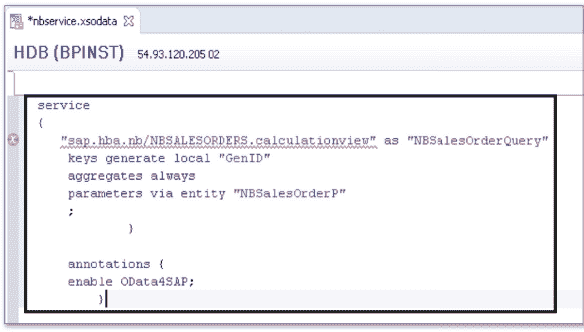 *nbservice.xsodata
HDB (BPINST) 54.93.120.205 02
service
{
"sap.hba.nb/NBSALESORDERS.calculationview" as "NBSalesOrderQuery"
keys generate local "GenID"
aggregates always
parameters via entity "NBSalesOrderP"
;
}
annotations {
enable OData4SAP;
}